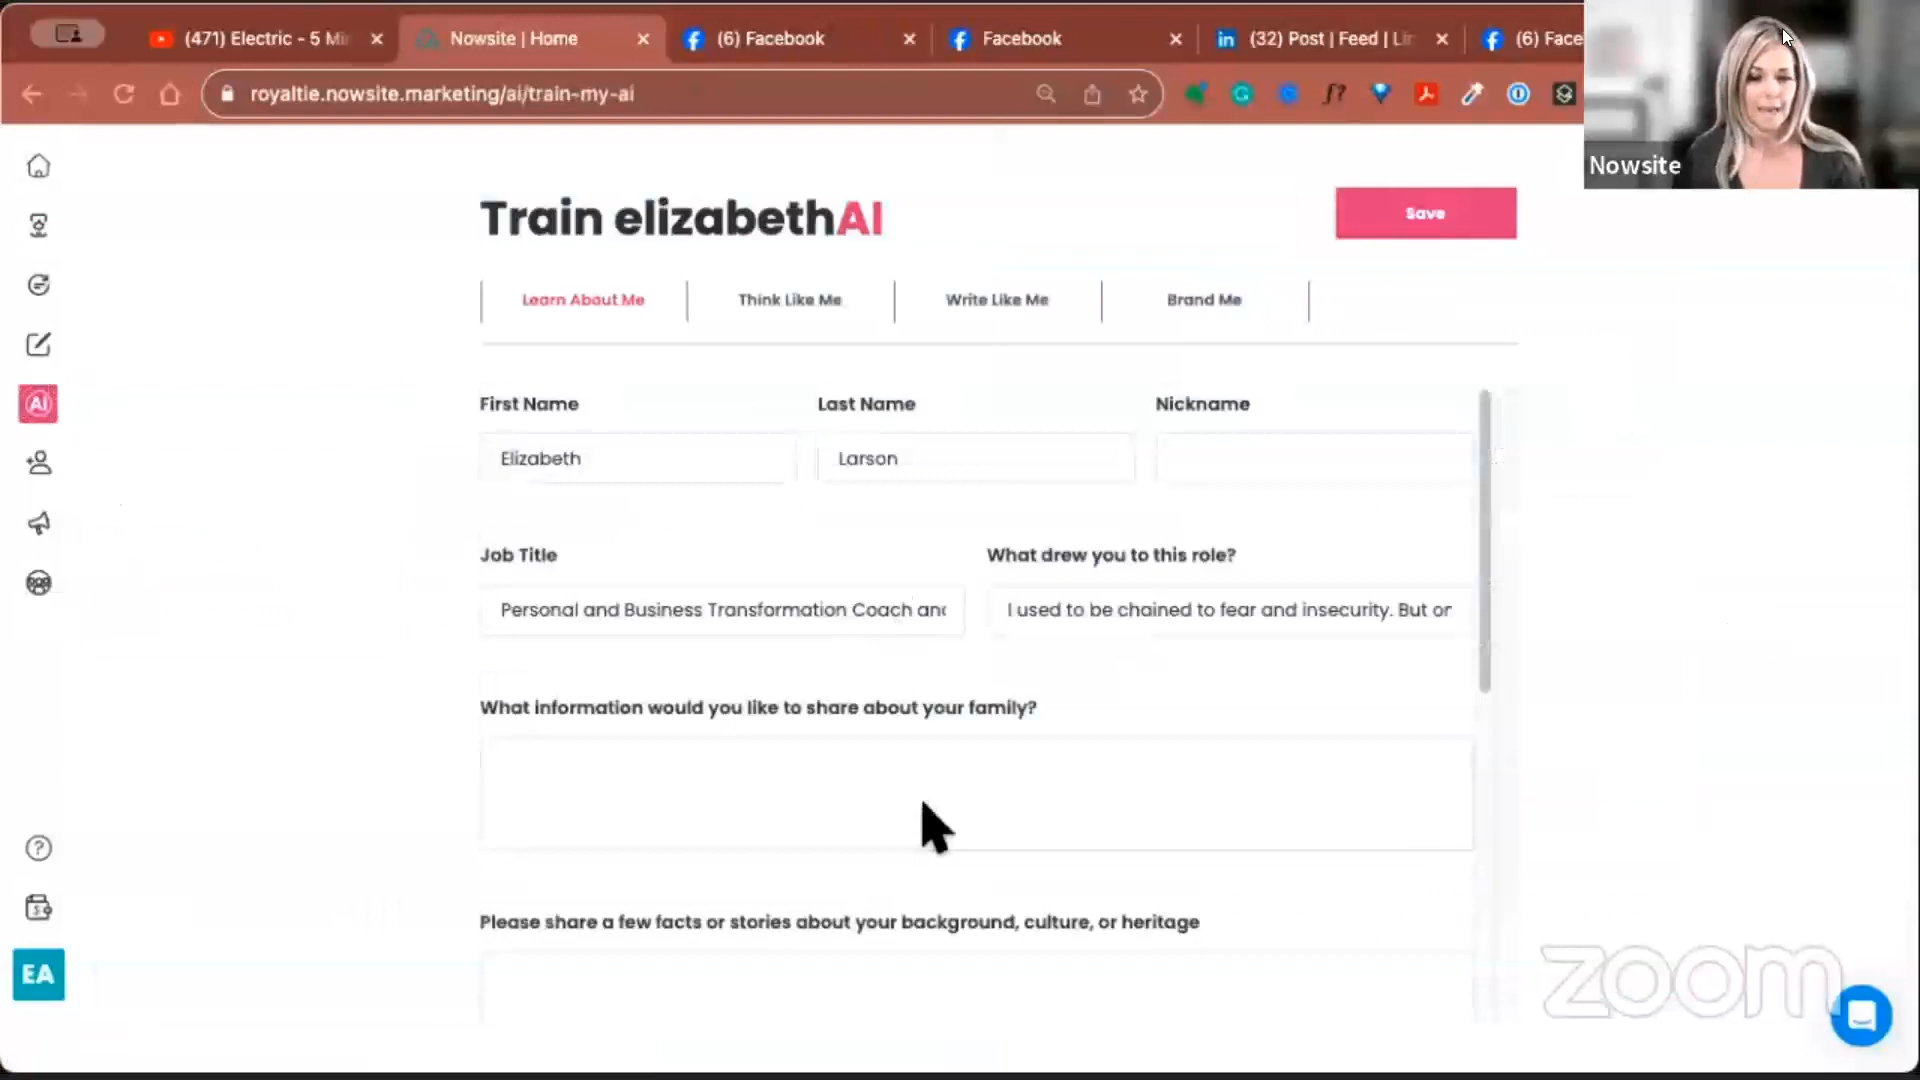 (471) Electric - 5 Mi
Nowsite | Home
(6) Facebook
Facebook
(32) Post | Feed | Li
(6) Face
royaltie.nowsite.marketing/ai/train-my-ai
Nowsite
Train elizabethAI
Save
Learn About Me
Think Like Me
Write Like Me
Brand Me
First Name
Last Name
Nickname
Elizabeth
Larson
Job Title
What drew you to this role?
Personal and Business Transformation Coach and
I used to be chained to fear and insecurity. But or
What information would you like to share about your family?
Please share a few facts or stories about your background, culture, or heritage
AI
EA
zoom